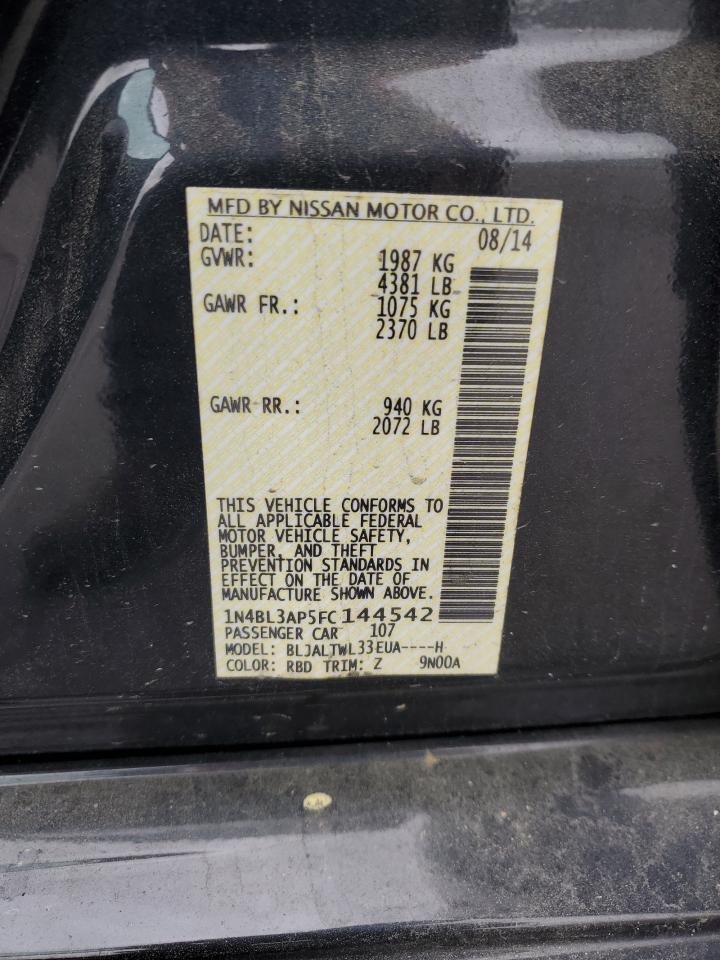 MFD BY NISSAN MOTOR CO., LTD.
DATE: 08/14
GVWR: 1987 KG
4381 LB
GAWR FR.: 1075 KG
2370 LB
GAWR RR.: 940 KG
2072 LB
THIS VEHICLE CONFORMS TO
ALL APPLICABLE FEDERAL
MOTOR VEHICLE SAFETY,
BUMPER, AND THEFT
PREVENTION STANDARDS IN
EFFECT ON THE DATE OF
MANUFACTURE SHOWN ABOVE.
1N4BL3AP5FC144542
PASSENGER CAR 107
MODEL: BLJALTWL33EUA----H
COLOR: RBD TRIM: Z 9N00A